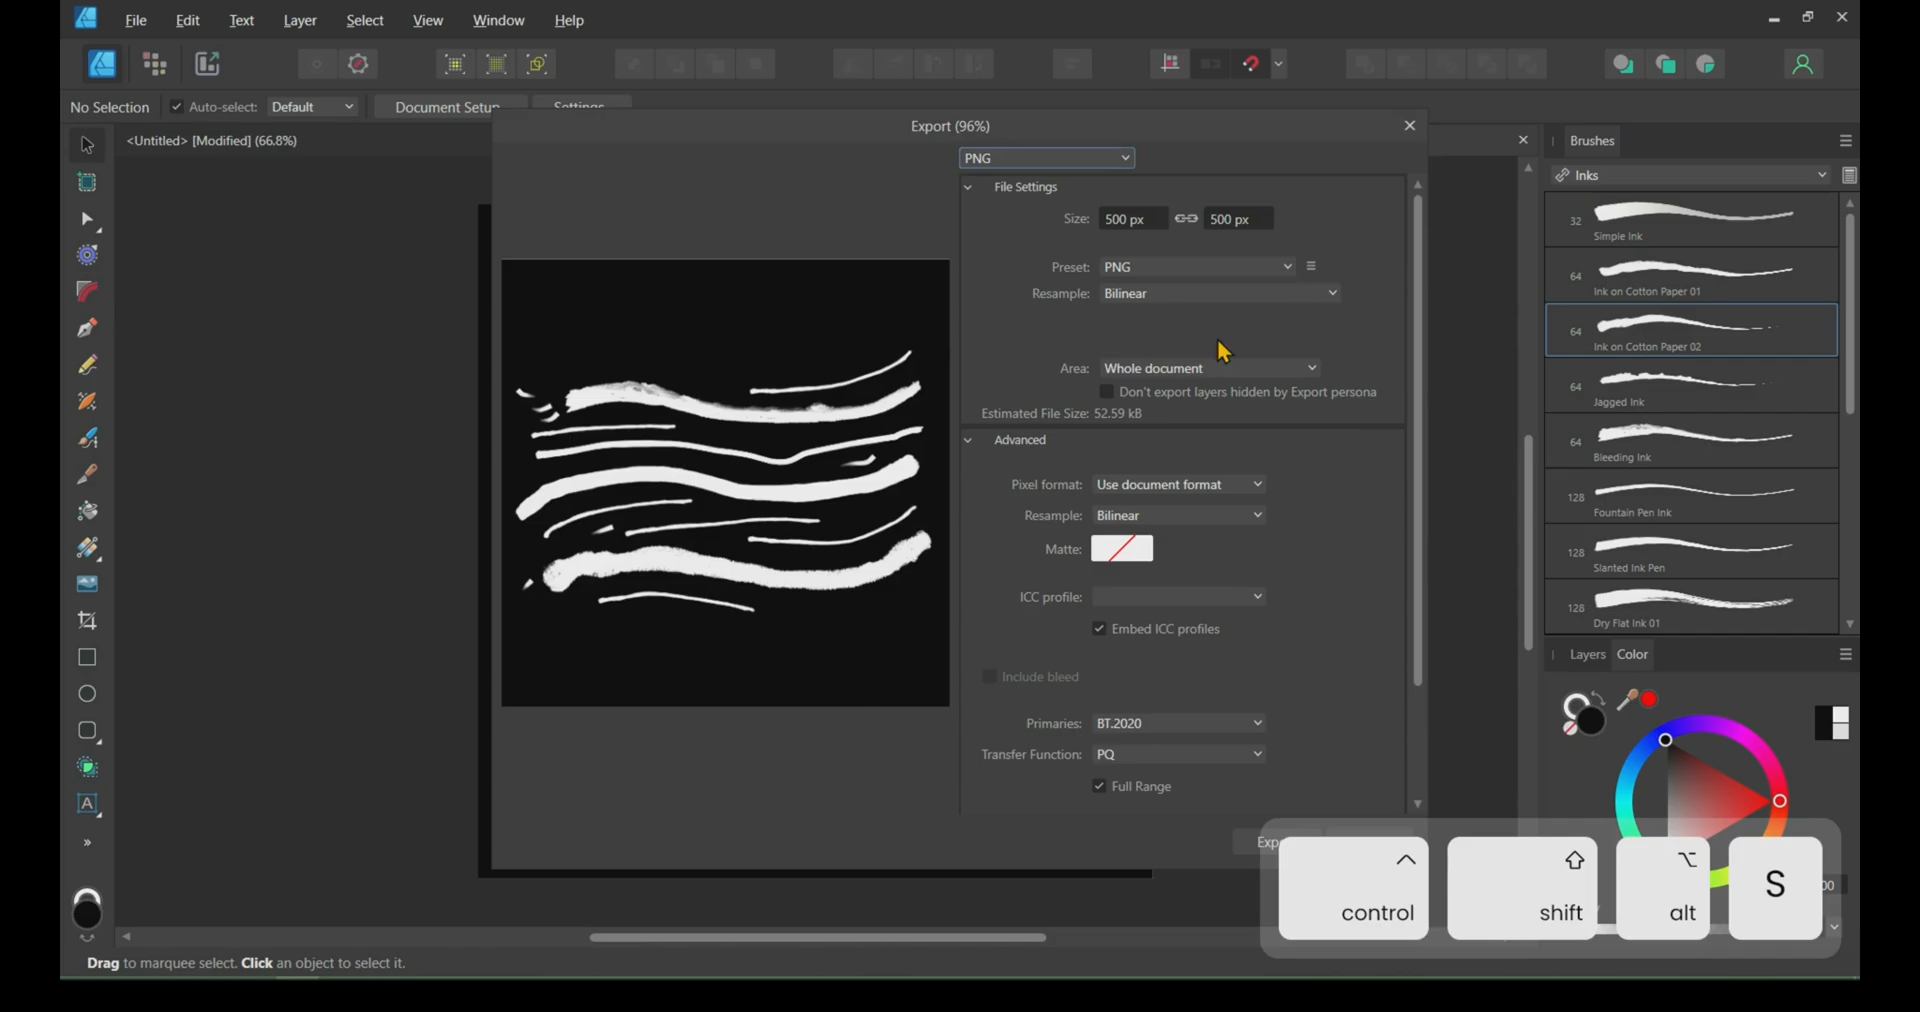 File Edit Text Layer Select View Window Help
No Selection Auto-select: Default Document Setup Settings
<Untitled> [Modified] (66.8%)
Export (96%)
PNG
File Settings
Size: 500 px 500 px
Preset: PNG
Resample: Bilinear
Area: Whole document
Don't export layers hidden by Export persona
Estimated File Size: 52.59 kB
Advanced
Pixel format: Use document format
Resample: Bilinear
Matte:
ICC profile:
Embed ICC profiles
Include bleed
Primaries: BT.2020
Transfer Function: PQ
Full Range
Brushes
Inks
32
Simple Ink
64
Ink on Cotton Paper 01
64
Ink on Cotton Paper 02
64
Jagged Ink
64
Bleeding Ink
128
Fountain Pen Ink
128
Slanted Ink Pen
128
Dry Flat Ink 01
Layers Color
A
control shift alt S
Drag to marquee select. Click an object to select it.